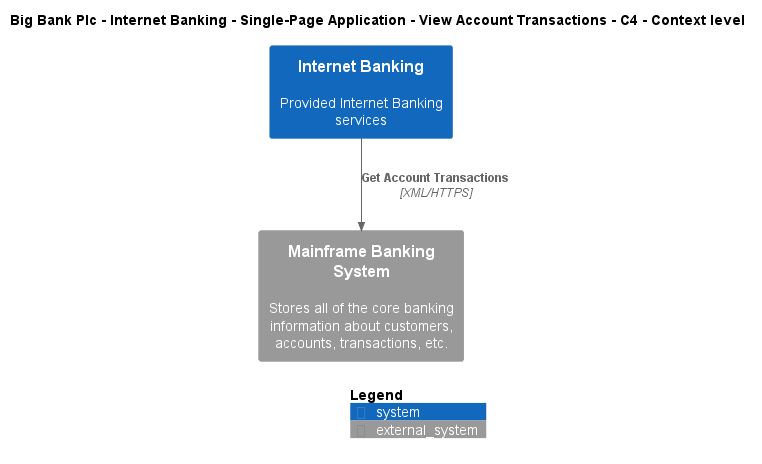 Big Bank Plc - Internet Banking - Single-Page Application - View Account Transactions - C4 - Context level
Internet Banking
Provided Internet Banking
services
Get Account Transactions
[XML/HTTPS]
Mainframe Banking
System
Stores all of the core banking
information about customers,
accounts, transactions, etc.
Legend
system
external_system